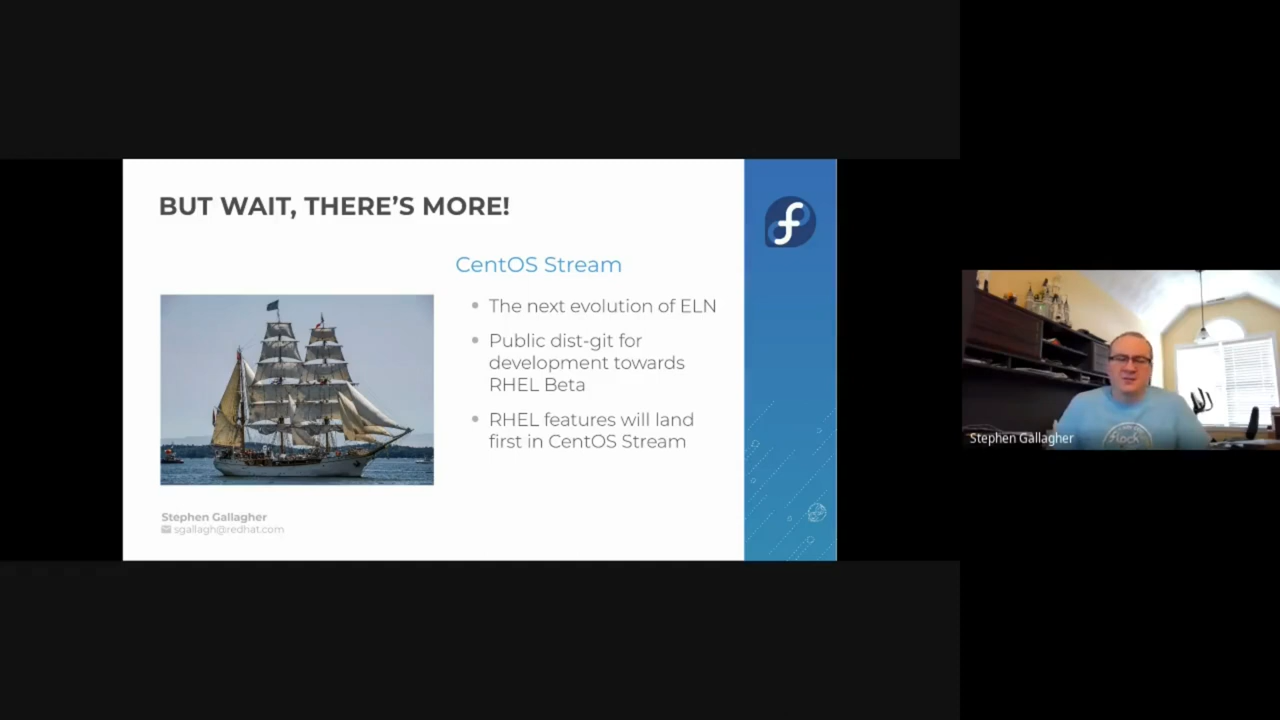 BUT WAIT, THERE’S MORE!
CentOS Stream
The next evolution of ELN
Public dist-git for
development towards
RHEL Beta
RHEL features will land
first in CentOS Stream
Stephen Gallagher
sgallagh@redhat.com
Stephen Gallagher
flock